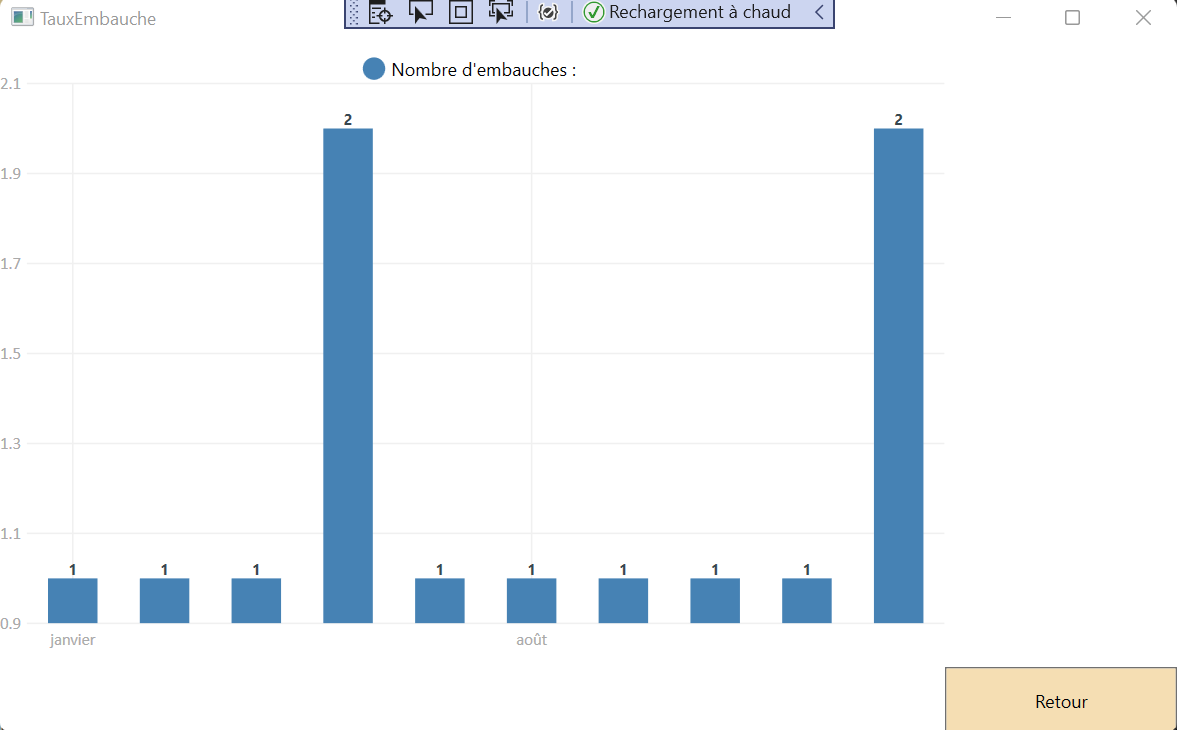 TauxEmbauche
Rechargement à chaud
Nombre d'embauches :
2.1
1.9
1.7
1.5
1.3
1.1
0.9
1
1
1
2
1
1
1
1
1
2
janvier
août
Retour